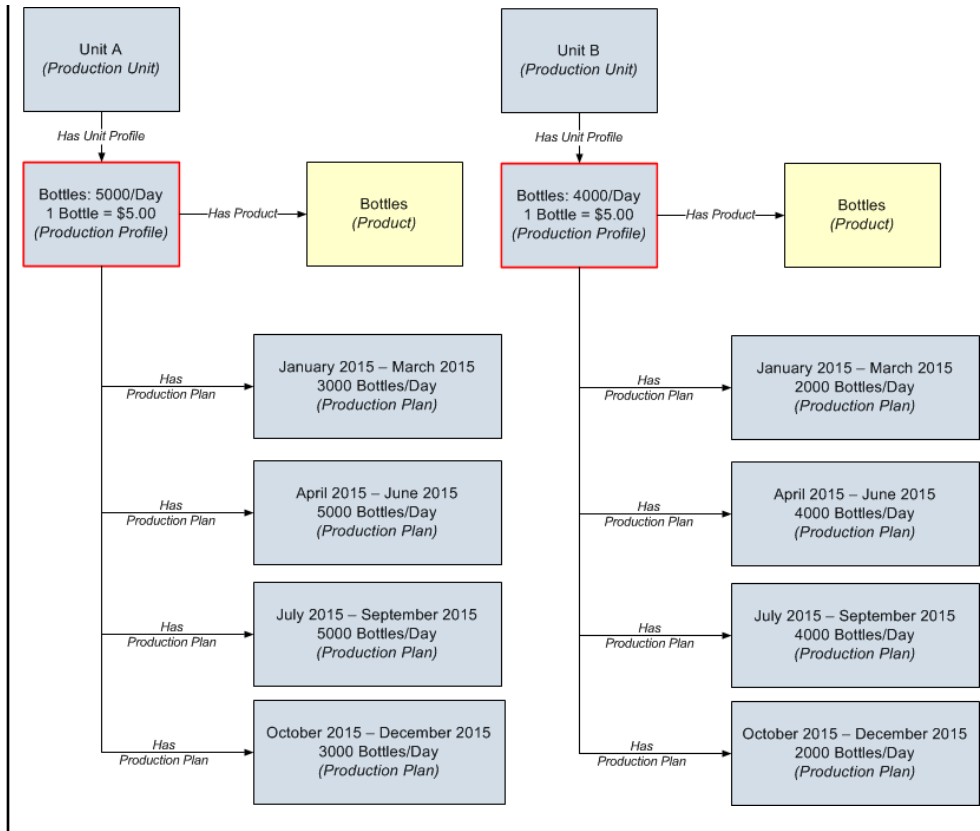 Unit A
(Production Unit)
Has Unit Profile
Bottles: 5000/Day
1 Bottle = $5.00
(Production Profile)
Has Product
Bottles
(Product)
Has
Production Plan
January 2015 – March 2015
3000 Bottles/Day
(Production Plan)
Has
Production Plan
April 2015 – June 2015
5000 Bottles/Day
(Production Plan)
Has
Production Plan
July 2015 – September 2015
5000 Bottles/Day
(Production Plan)
Has
Production Plan
October 2015 – December 2015
3000 Bottles/Day
(Production Plan)
Unit B
(Production Unit)
Has Unit Profile
Bottles: 4000/Day
1 Bottle = $5.00
(Production Profile)
Has Product
Bottles
(Product)
Has
Production Plan
January 2015 – March 2015
2000 Bottles/Day
(Production Plan)
Has
Production Plan
April 2015 – June 2015
4000 Bottles/Day
(Production Plan)
Has
Production Plan
July 2015 – September 2015
4000 Bottles/Day
(Production Plan)
Has
Production Plan
October 2015 – December 2015
2000 Bottles/Day
(Production Plan)